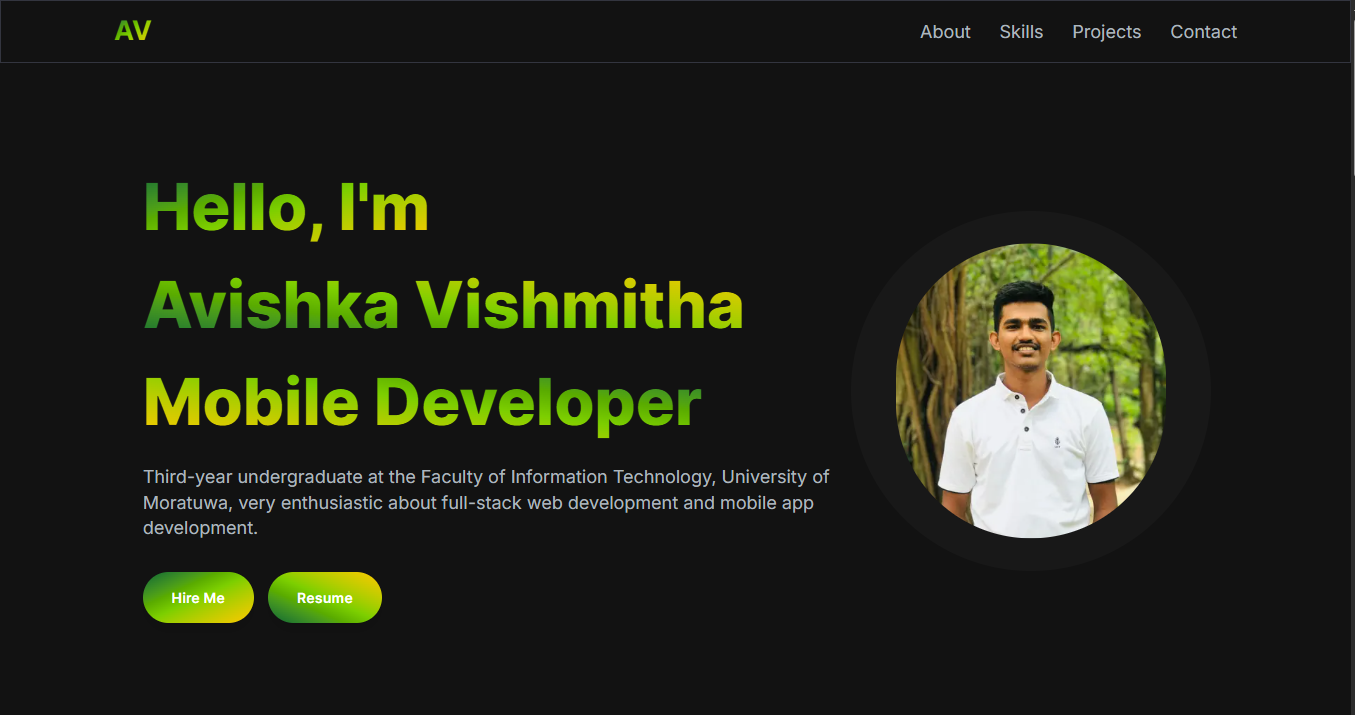 AV
About Skills Projects Contact
Hello, I'm
Avishka Vishmitha
Mobile Developer
Third-year undergraduate at the Faculty of Information Technology, University of
Moratuwa, very enthusiastic about full-stack web development and mobile app
development.
Hire Me Resume